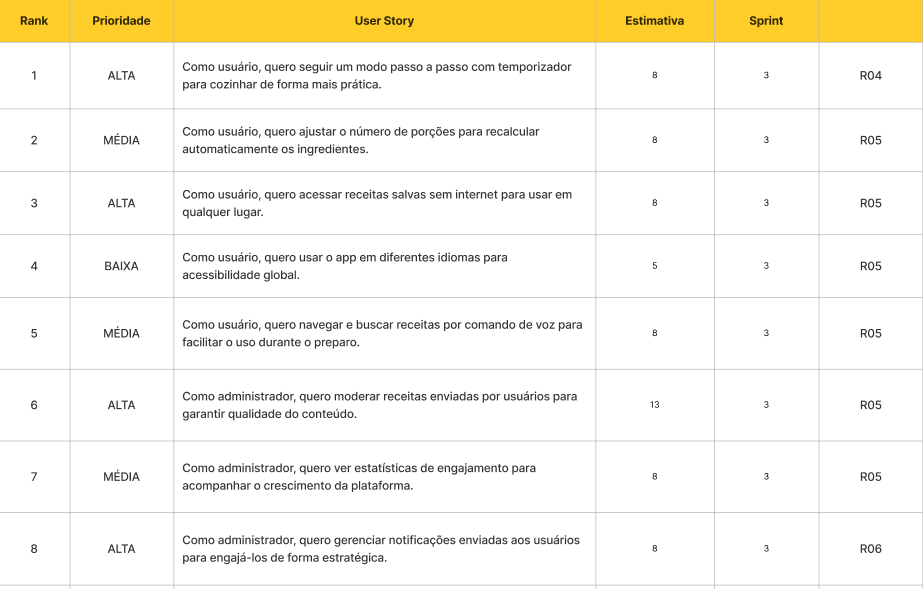 Rank Prioridade User Story Estimativa Sprint
1 ALTA Como usuário, quero seguir um modo passo a passo com temporizador
para cozinhar de forma mais prática. 8 3 R04
2 MÉDIA Como usuário, quero ajustar o número de porções para recalcular
automaticamente os ingredientes. 8 3 R05
3 ALTA Como usuário, quero acessar receitas salvas sem internet para usar em
qualquer lugar. 8 3 R05
4 BAIXA Como usuário, quero usar o app em diferentes idiomas para
acessibilidade global. 5 3 R05
5 MÉDIA Como usuário, quero navegar e buscar receitas por comando de voz para
facilitar o uso durante o preparo. 8 3 R05
6 ALTA Como administrador, quero moderar receitas enviadas por usuários para
garantir qualidade do conteúdo. 13 3 R05
7 MÉDIA Como administrador, quero ver estatísticas de engajamento para
acompanhar o crescimento da plataforma. 8 3 R05
8 ALTA Como administrador, quero gerenciar notificações enviadas aos usuários
para engajá-los de forma estratégica. 8 3 R06